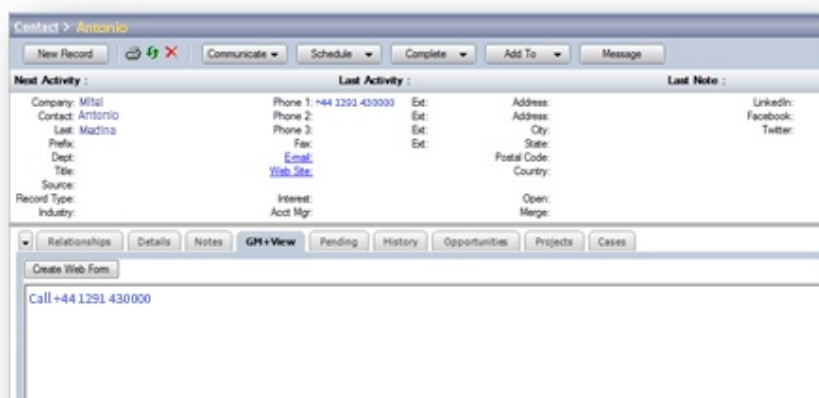 Contact > Antonio
New Record Communicate Schedule Complete Add To Message
Next Activity : Last Activity : Last Note :
Company: Mitel Phone 1: +44 1291 430000 Ext: Address: LinkedIn:
Contact: Antonio Phone 2: Ext: Address: Facebook:
Last: Madina Phone 3: Ext: City: Twitter:
Prefix: Fax: Ext: State:
Dept: E-mail: Postal Code:
Title: Web Site: Country:
Source:
Record Type: Interest: Open:
Industry: Acct Mgr: Merge:
Relationships Details Notes GM+View Pending History Opportunities Projects Cases
Create Web Form
Call +44 1291 430000